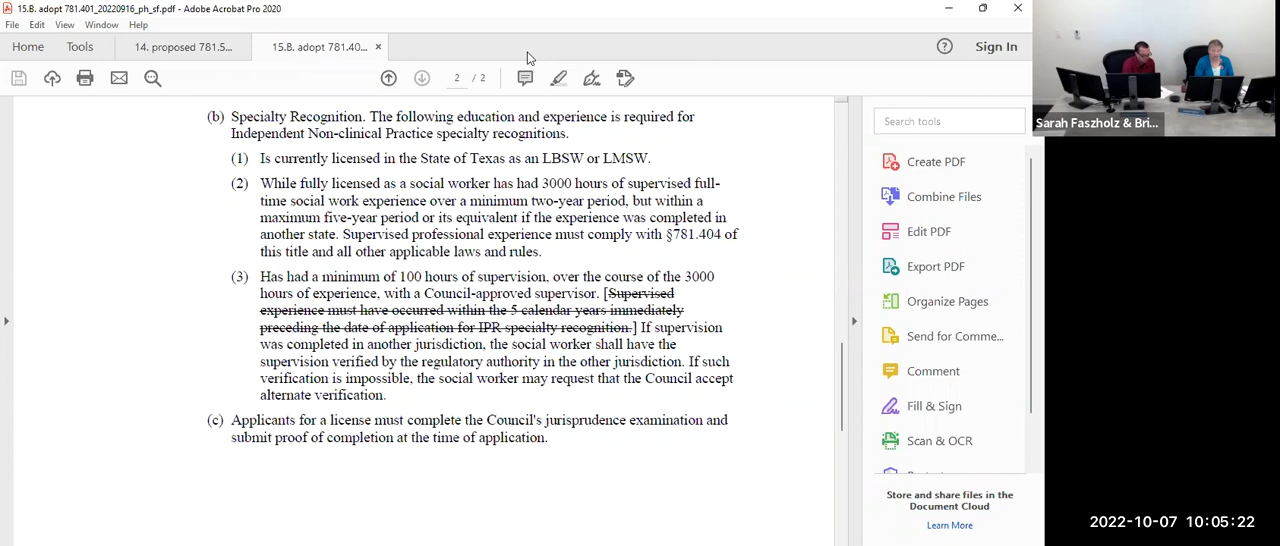 15.B. adopt 781.401_20220916_ph_sf.pdf - Adobe Acrobat Pro 2020
File Edit View Window Help
Home Tools 14. proposed 781.5... 15.B. adopt 781.40... × Sign In
2 / 2
(b) Specialty Recognition. The following education and experience is required for
Independent Non-clinical Practice specialty recognitions.
(1) Is currently licensed in the State of Texas as an LBSW or LMSW.
(2) While fully licensed as a social worker has had 3000 hours of supervised full-
time social work experience over a minimum two-year period, but within a
maximum five-year period or its equivalent if the experience was completed in
another state. Supervised professional experience must comply with §781.404 of
this title and all other applicable laws and rules.
(3) Has had a minimum of 100 hours of supervision, over the course of the 3000
hours of experience, with a Council-approved supervisor. [Supervised
experience must have occurred within the 5 calendar years immediately
preceding the date of application for IPR specialty recognition.] If supervision
was completed in another jurisdiction, the social worker shall have the
supervision verified by the regulatory authority in the other jurisdiction. If such
verification is impossible, the social worker may request that the Council accept
alternate verification.
(c) Applicants for a license must complete the Council's jurisprudence examination and
submit proof of completion at the time of application.
Search tools
Create PDF
Combine Files
Edit PDF
Export PDF
Organize Pages
Send for Comme...
Comment
Fill & Sign
Scan & OCR
Store and share files in the
Document Cloud
Learn More
Sarah Faszholz & Bri...
2022-10-07 10:05:22